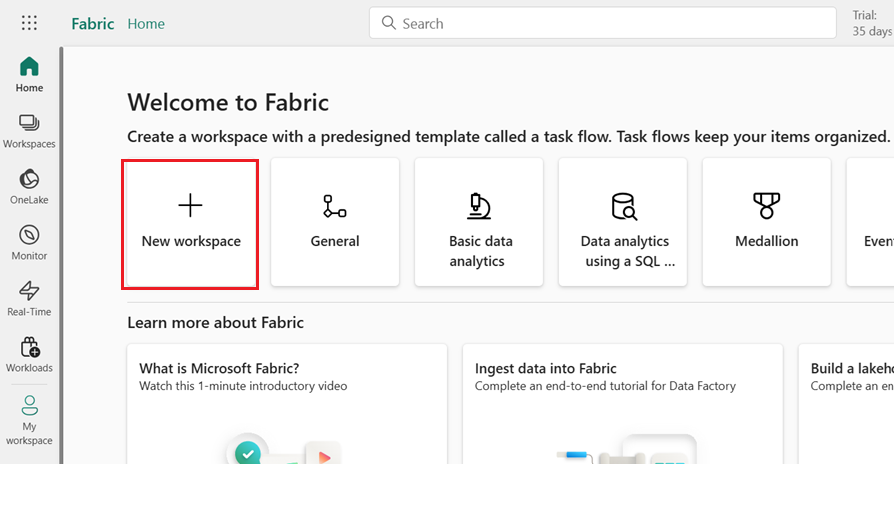 Fabric Home
Search
Trial:
35 days
Home
Workspaces
OneLake
Monitor
Real-Time
Workloads
My
workspace
Welcome to Fabric
Create a workspace with a predesigned template called a task flow. Task flows keep your items organized.
New workspace
General
Basic data
analytics
Data analytics
using a SQL ...
Medallion
Even
Learn more about Fabric
What is Microsoft Fabric?
Watch this 1-minute introductory video
Ingest data into Fabric
Complete an end-to-end tutorial for Data Factory
Build a lakeho
Complete an en